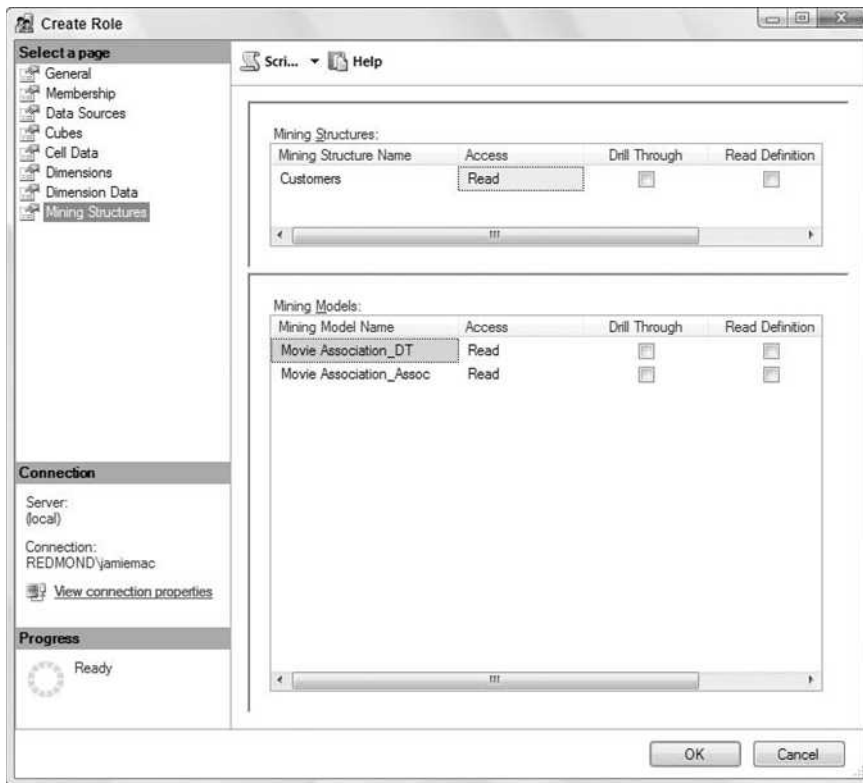 Create Role
Select a page
General
Membership
Data Sources
Cubes
Cell Data
Dimensions
Dimension Data
Mining Structures
Connection
Server:
(local)
Connection:
REDMOND\jamiemac
View connection properties
Progress
Ready
Scri... Help
Mining Structures:
Mining Structure Name Access Drill Through Read Definition
Customers Read
Mining Models:
Mining Model Name Access Drill Through Read Definition
Movie Association_DT Read
Movie Association_Assoc Read
OK Cancel